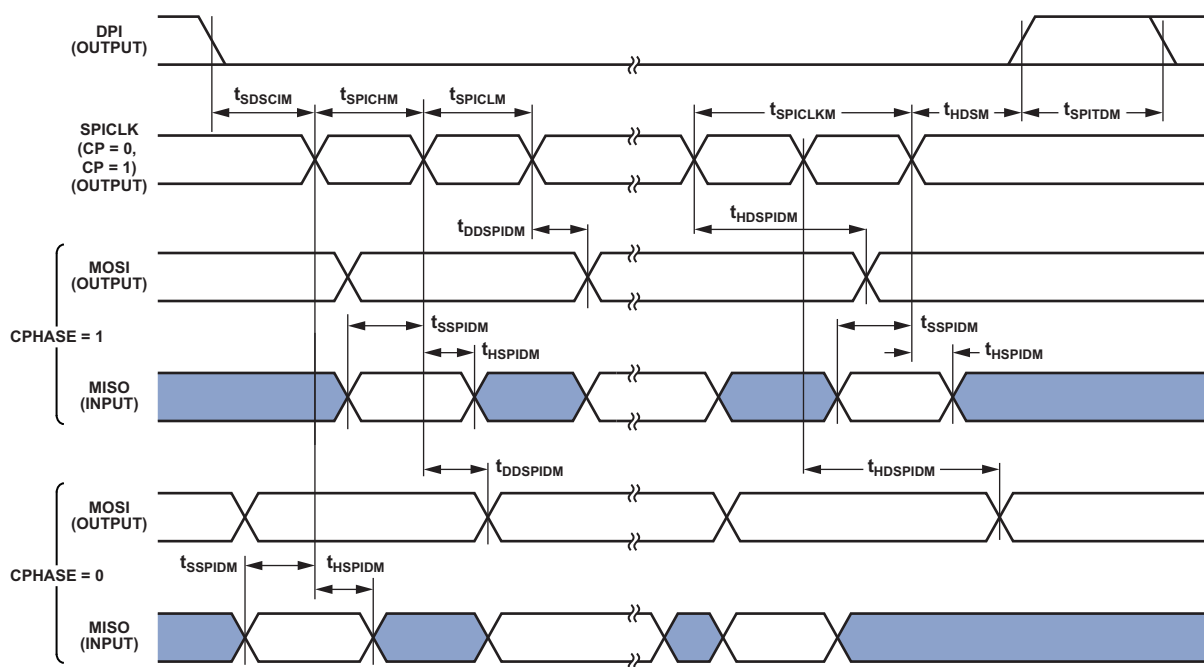 DPI
(OUTPUT)
tSDSCIM
tSPICHM
tSPICLM
tSPICLKM
tHDSM
tSPITDM
SPICLK
(CP = 0,
CP = 1)
(OUTPUT)
tDDSPIDM
tHDSPIDM
MOSI
(OUTPUT)
CPHASE = 1
tSSPIDM
tHSPIDM
tSSPIDM
tHSPIDM
MISO
(INPUT)
tDDSPIDM
tHDSPIDM
MOSI
(OUTPUT)
CPHASE = 0
tSSPIDM
tHSPIDM
MISO
(INPUT)